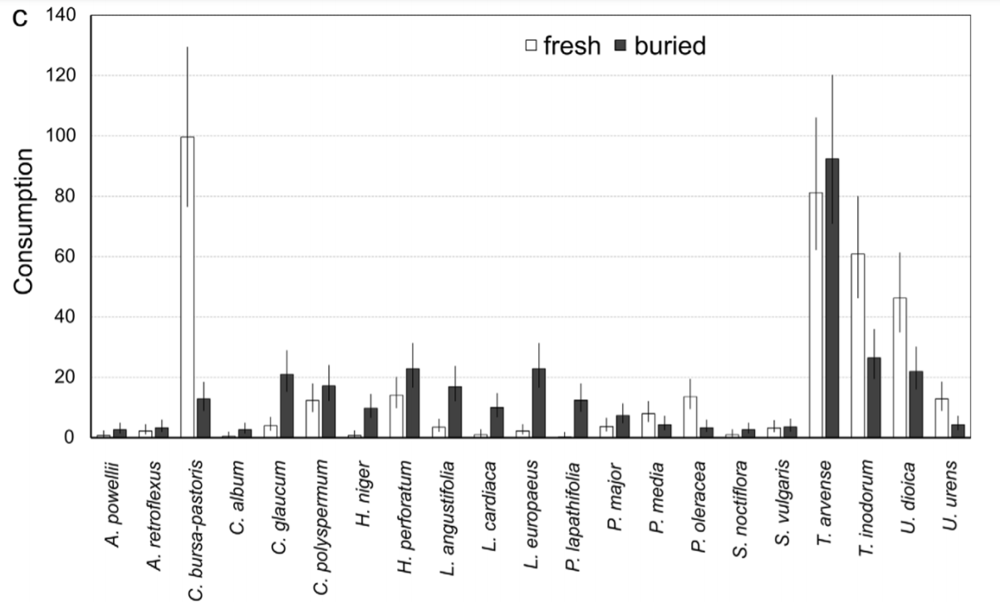 C
140
120
100
80
60
40
20
0
Consumption
fresh buried
A. powellii
A. retroflexus
C. bursa-pastoris
C. album
C. glaucum
C. polyspermum
H. niger
H. perforatum
L. angustifolia
L. cardiaca
L. europaeus
P. lapathifolia
P. major
P. media
P. oleracea
S. noctiflora
S. vulgaris
T. arvense
T. inodorum
U. dioica
U. urens